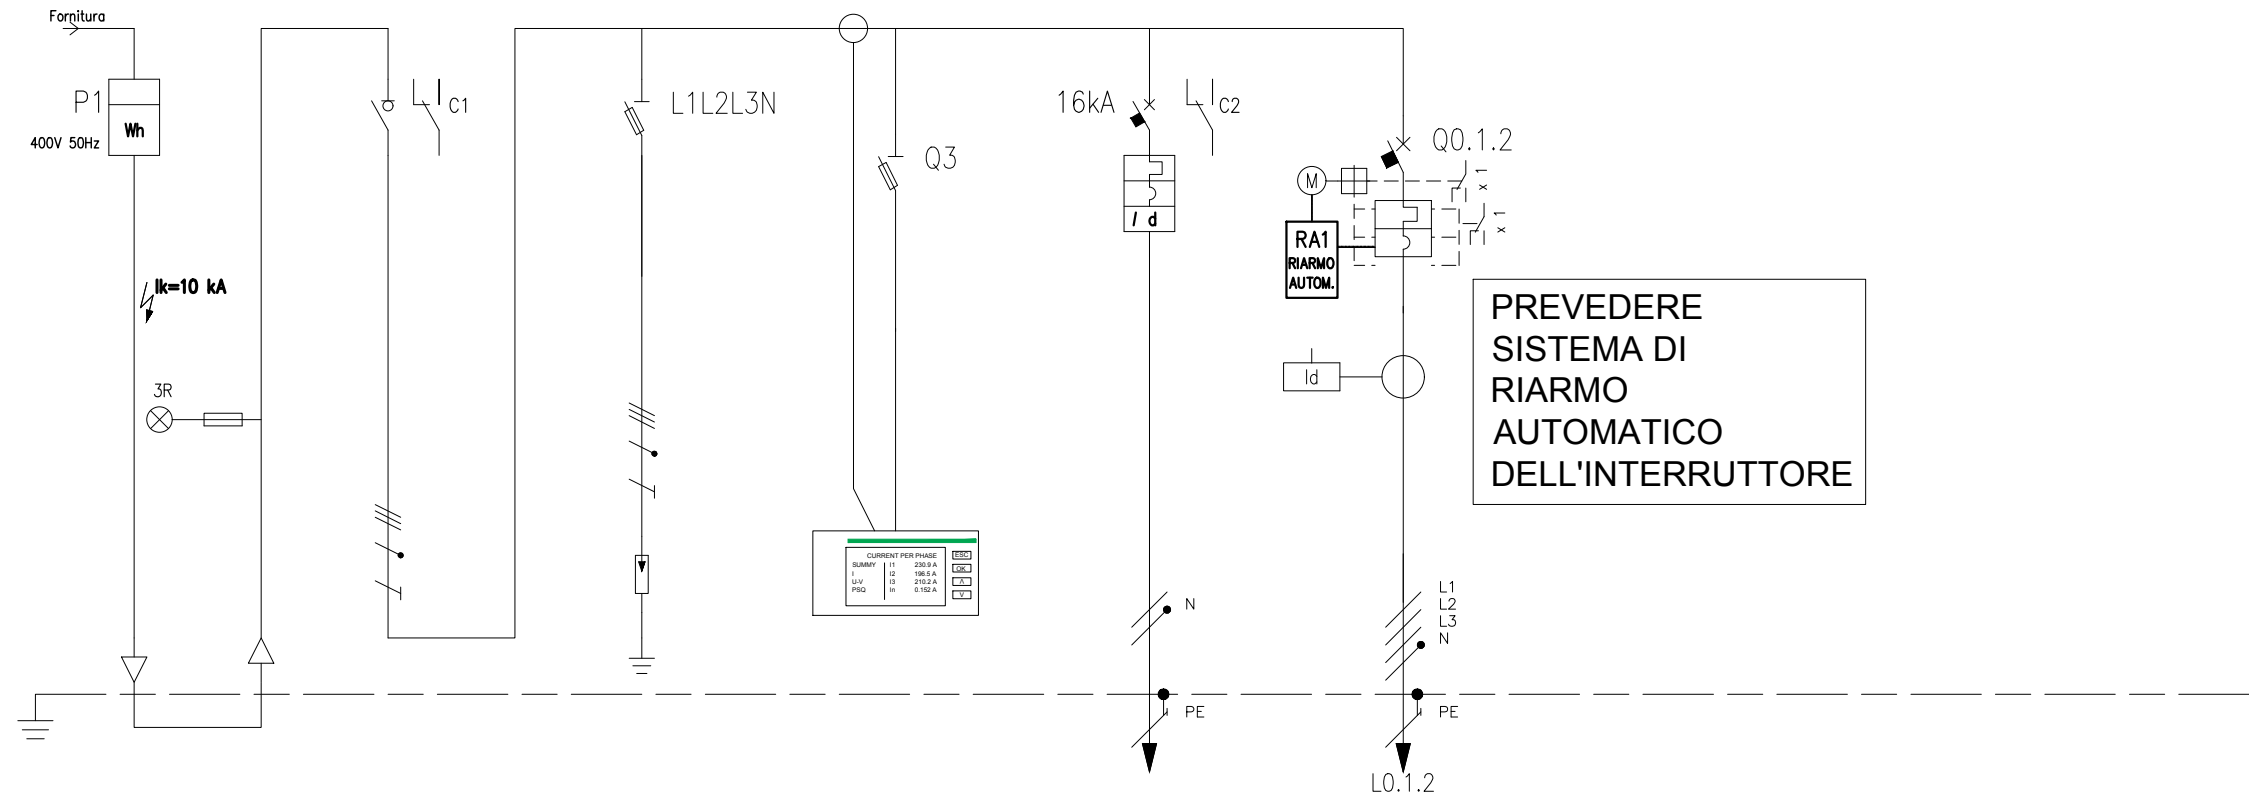 Fornitura
P1
Wh
400V 50Hz
Ik=10 kA
3R
C1
L1L2L3N
Q3
CURRENT PER PHASE
SUMMY I1 230.9 A
I I2 196.5 A
U-V I3 210.2 A
PSQ In 0.152 A
ESC
OK
16kA
C2
I d
N
PE
Q0.1.2
x 1
x 1
M
RA1
RIARMO
AUTOM.
Id
PREVEDERE
SISTEMA DI
RIARMO
AUTOMATICO
DELL'INTERRUTTORE
L1
L2
L3
N
PE
L0.1.2